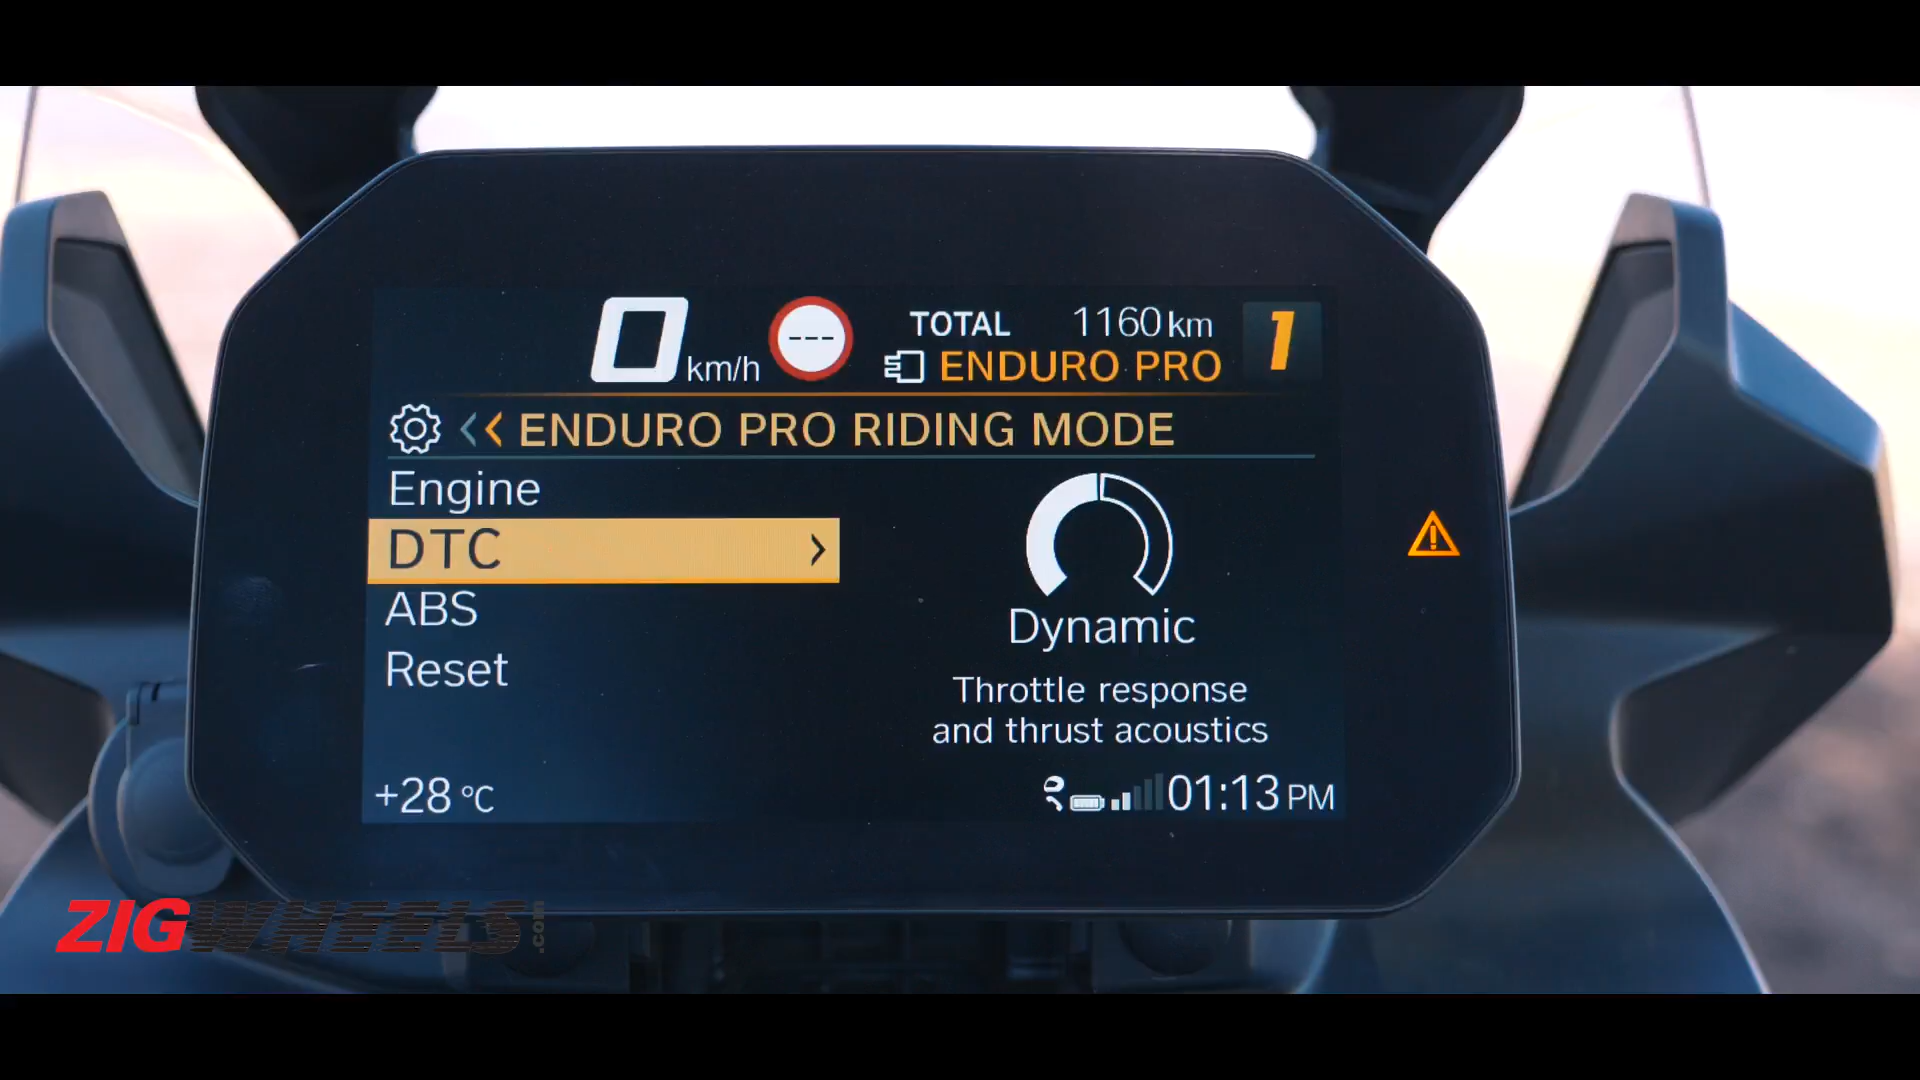 0 km/h
---
TOTAL 1160 km
ENDURO PRO
1
ENDURO PRO RIDING MODE
Engine
DTC
ABS
Reset
Dynamic
Throttle response
and thrust acoustics
+28 °C
01:13 PM
ZIGWHEELS.com